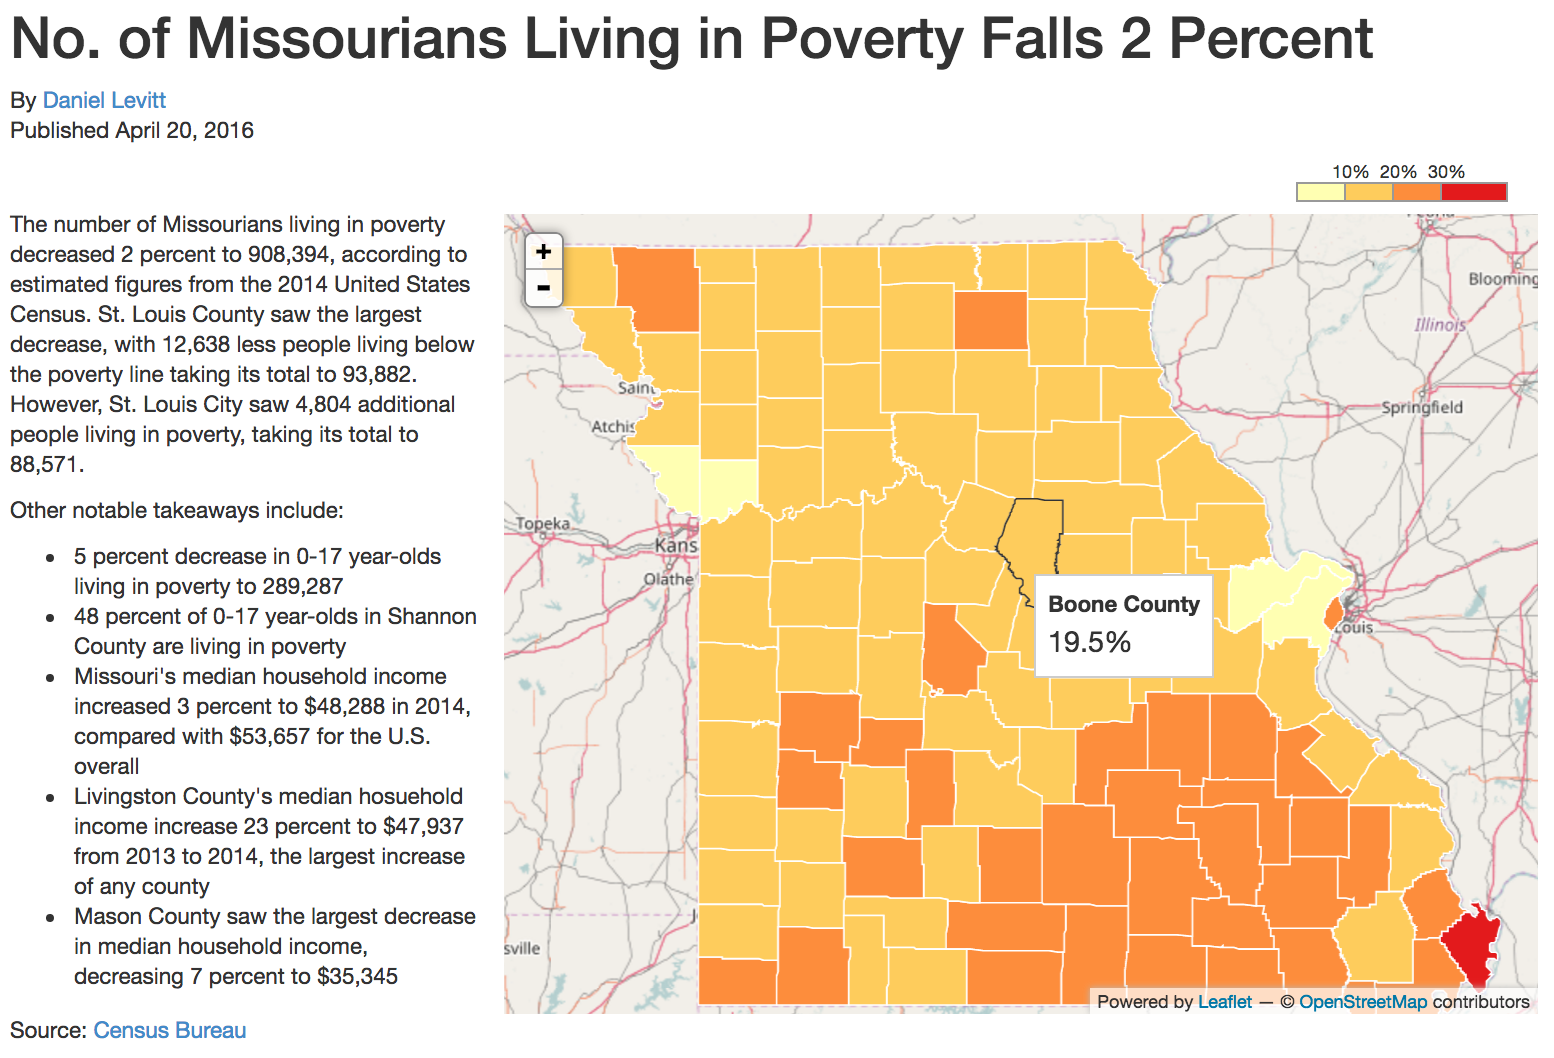 No. of Missourians Living in Poverty Falls 2 Percent
By Daniel Levitt
Published April 20, 2016
10% 20% 30%
The number of Missourians living in poverty
decreased 2 percent to 908,394, according to
estimated figures from the 2014 United States
Census. St. Louis County saw the largest
decrease, with 12,638 less people living below
the poverty line taking its total to 93,882.
However, St. Louis City saw 4,804 additional
people living in poverty, taking its total to
88,571.
Other notable takeaways include:
• 5 percent decrease in 0-17 year-olds
living in poverty to 289,287
• 48 percent of 0-17 year-olds in Shannon
County are living in poverty
• Missouri's median household income
increased 3 percent to $48,288 in 2014,
compared with $53,657 for the U.S.
overall
• Livingston County's median hosuehold
income increase 23 percent to $47,937
from 2013 to 2014, the largest increase
of any county
• Mason County saw the largest decrease
in median household income,
decreasing 7 percent to $35,345
Source: Census Bureau
+
-
Blooming
Illinois
Saint
Springfield
Atchis
Topeka
Kans
Olathe
Boone County
19.5%
Louis
J
sville
Powered by Leaflet — © OpenStreetMap contributors